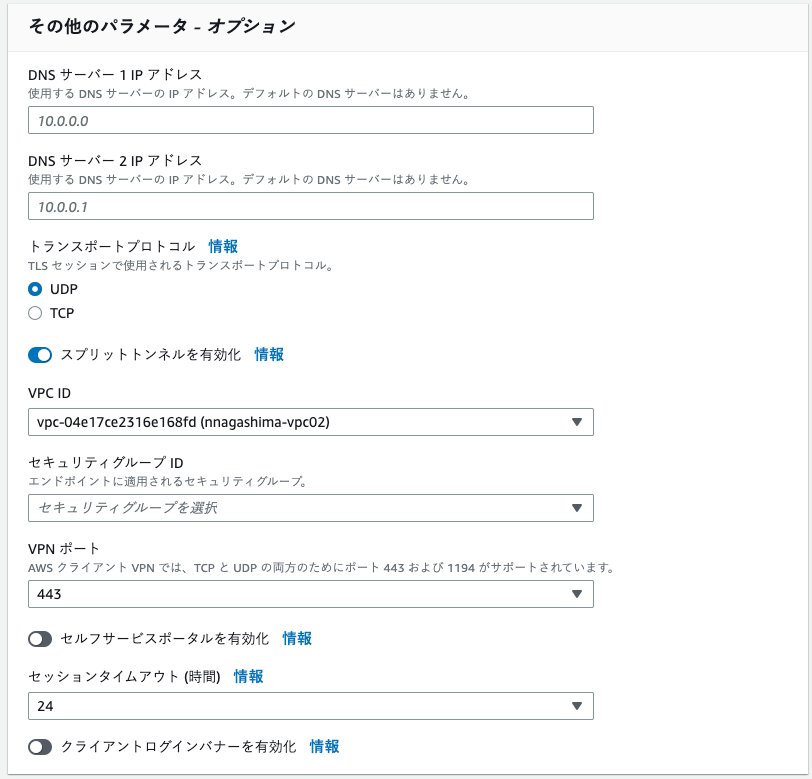 その他のパラメータ - オプション
DNS サーバー 1 IP アドレス
使用する DNS サーバーの IP アドレス。デフォルトの DNS サーバーはありません。
10.0.0.0
DNS サーバー 2 IP アドレス
使用する DNS サーバーの IP アドレス。デフォルトの DNS サーバーはありません。
10.0.0.1
トランスポートプロトコル 情報
TLS セッションで使用されるトランスポートプロトコル。
UDP
TCP
スプリットトンネルを有効化 情報
VPC ID
vpc-04e17ce2316e168fd (nnagashima-vpc02)
セキュリティグループ ID
エンドポイントに適用されるセキュリティグループ。
セキュリティグループを選択
VPN ポート
AWS クライアント VPN では、TCP と UDP の両方のためにポート 443 および 1194 がサポートされています。
443
セルフサービスポータルを有効化 情報
セッションタイムアウト (時間) 情報
24
クライアントログインバナーを有効化 情報